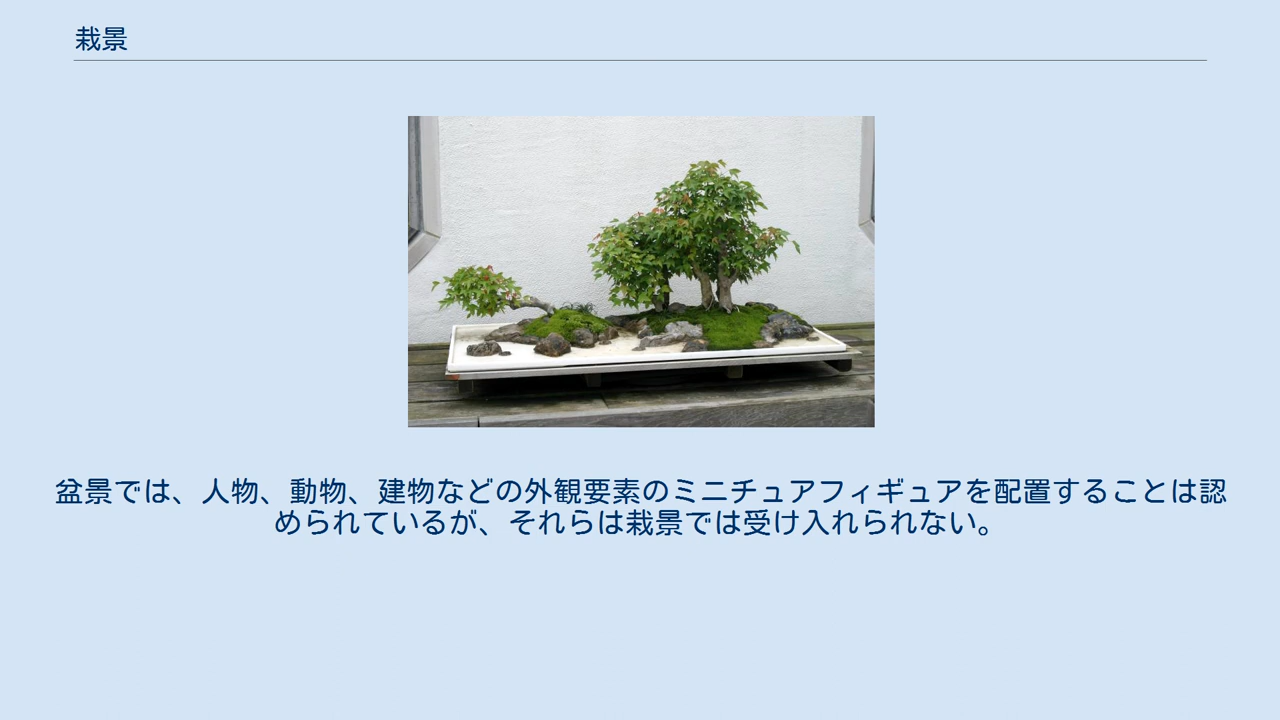 栽景
盆景では、人物、動物、建物などの外観要素のミニチュアフィギュアを配置することは認
められているが、それらは栽景では受け入れられない。